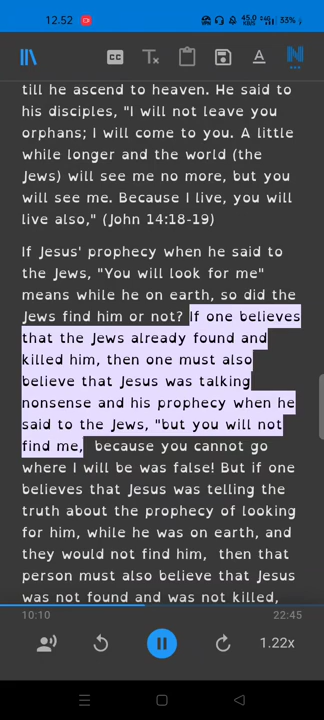 12.52
45.0 KB/S
33%
CC
till he ascend to heaven. He said to
his disciples, "I will not leave you
orphans; I will come to you. A little
while longer and the world (the
Jews) will see me no more, but you
will see me. Because I live, you will
live also," (John 14:18-19)
If Jesus' prophecy when he said to
the Jews, "You will look for me"
means while he on earth, so did the
Jews find him or not? If one believes
that the Jews already found and
killed him, then one must also
believe that Jesus was talking
nonsense and his prophecy when he
said to the Jews, "but you will not
find me, because you cannot go
where I will be was false! But if one
believes that Jesus was telling the
truth about the prophecy of looking
for him, while he was on earth, and
they would not find him, then that
person must also believe that Jesus
was not found and was not killed,
10:10
22:45
1.22x